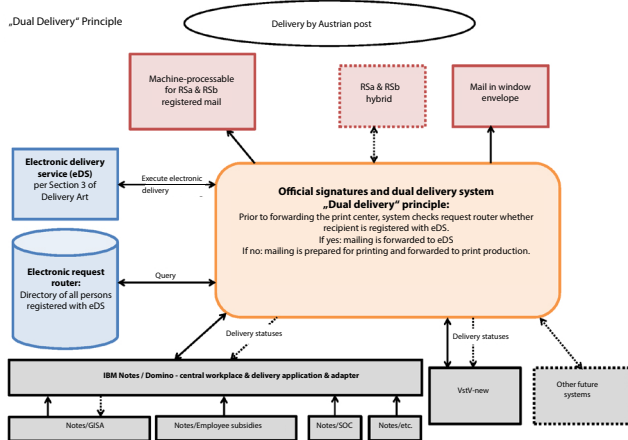 „Dual Delivery“ Principle
Delivery by Austrian post
Machine-processable
for RSa & RSb
registered mail
RSa & RSb
hybrid
Mail in window
envelope
Electronic delivery
service (eDS)
per Section 3 of
Delivery Art
Execute electronic
delivery
Official signatures and dual delivery system
„Dual delivery“ principle:
Prior to forwarding the print center, system checks request router whether
recipient is registered with eDS.
If yes: mailing is forwarded to eDS
If no: mailing is prepared for printing and forwarded to print production.
Electronic request
router:
Directory of all persons
registered with eDS
Query
Delivery statuses
Delivery statuses
IBM Notes / Domino - central workplace & delivery application & adapter
VstV-new
Other future
systems
Notes/GISA
Notes/Employee subsidies
Notes/SOC
Notes/etc.